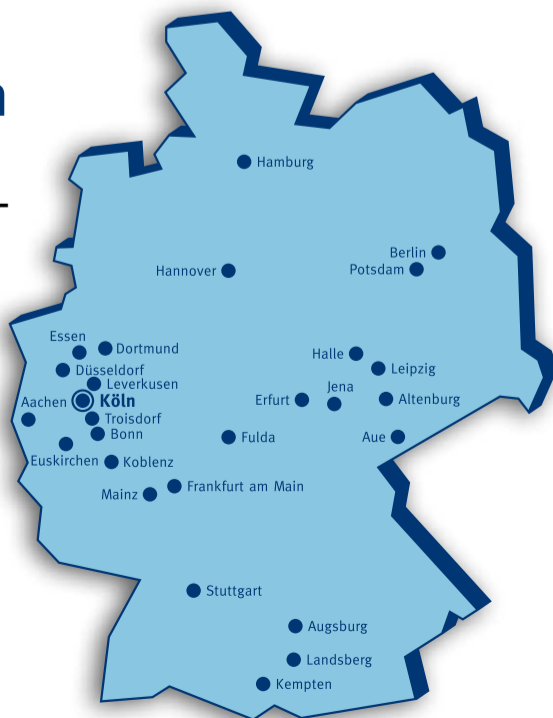 n
Hamburg
Berlin
Potsdam
Hannover
Essen
Dortmund
Düsseldorf
Leverkusen
Aachen
Köln
Troisdorf
Bonn
Euskirchen
Koblenz
Halle
Leipzig
Jena
Erfurt
Altenburg
Fulda
Aue
Mainz
Frankfurt am Main
Stuttgart
Augsburg
Landsberg
Kempten